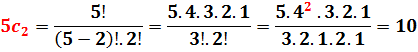 5c₂ = 5! / (5 − 2)!. 2! = 5. 4. 3. 2. 1 / 3!. 2! = 5. 4² . 3. 2. 1 / 3. 2. 1. 2. 1 = 10